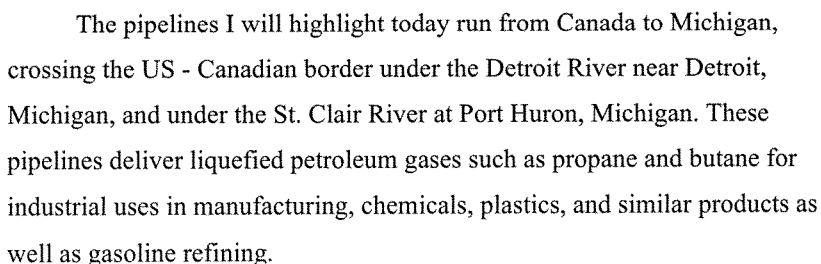 The pipelines I will highlight today run from Canada to Michigan,
crossing the US - Canadian border under the Detroit River near Detroit,
Michigan, and under the St. Clair River at Port Huron, Michigan. These
pipelines deliver liquefied petroleum gases such as propane and butane for
industrial uses in manufacturing, chemicals, plastics, and similar products as
well as gasoline refining.